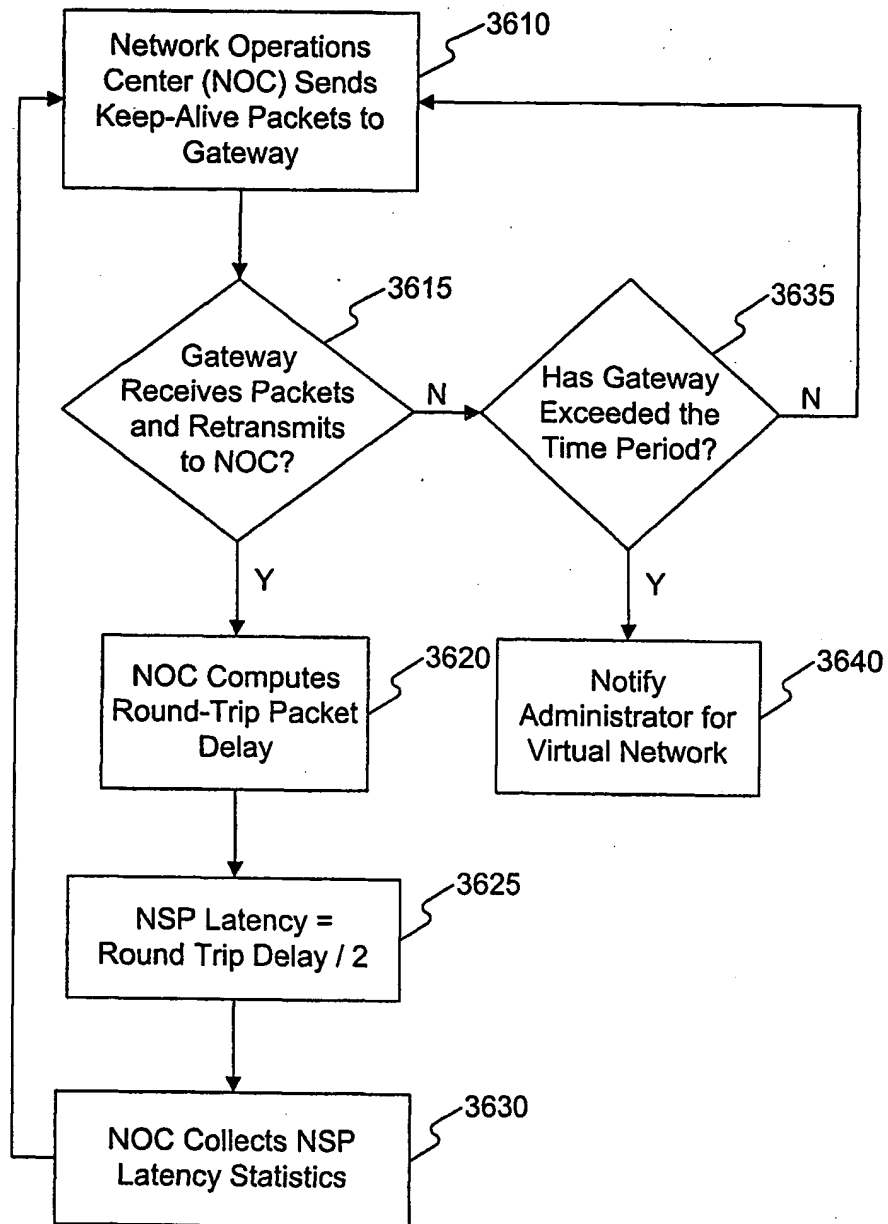 Network Operations
Center (NOC) Sends
Keep-Alive Packets to
Gateway
3610
Gateway
Receives Packets
and Retransmits
to NOC?
3615
N
Y
Has Gateway
Exceeded the
Time Period?
3635
N
Y
NOC Computes
Round-Trip Packet
Delay
3620
Notify
Administrator for
Virtual Network
3640
NSP Latency =
Round Trip Delay / 2
3625
NOC Collects NSP
Latency Statistics
3630